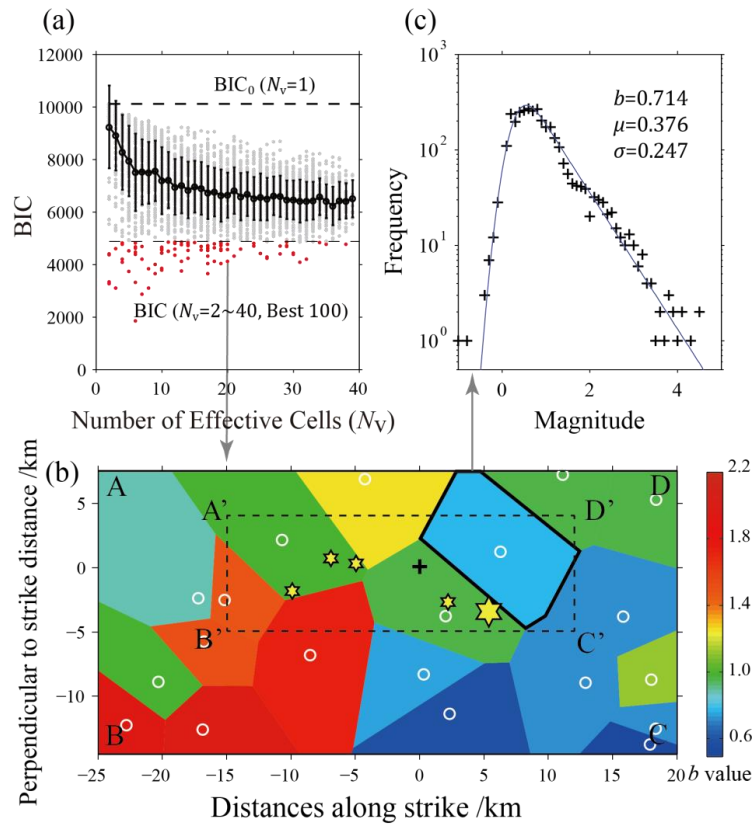 (a)
12000
10000
8000
6000
4000
2000
0
BIC
BIC₀ (Nᵥ=1)
BIC (Nᵥ=2~40, Best 100)
0
10
20
30
40
Number of Effective Cells (Nᵥ)
(c)
10³
10²
10¹
10⁰
Frequency
b=0.714
μ=0.376
σ=0.247
0
2
4
Magnitude
(b)
5
0
−5
−10
Perpendicular to strike distance /km
A
D
A'
D'
B'
C'
B
C
−25
−20
−15
−10
−5
0
5
10
15
20
Distances along strike /km
2.2
1.8
1.4
1.0
0.6
b value